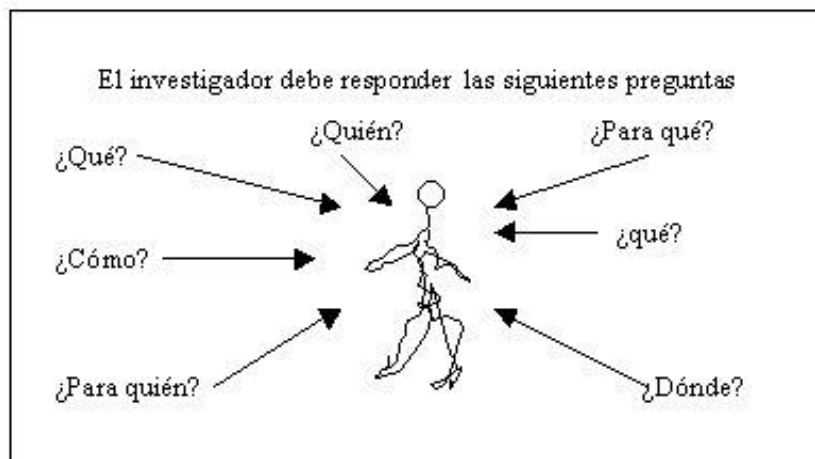 El investigador debe responder las siguientes preguntas
¿Quién?
¿Para qué?
¿Qué?
¿qué?
¿Cómo?
¿Para quién?
¿Dónde?